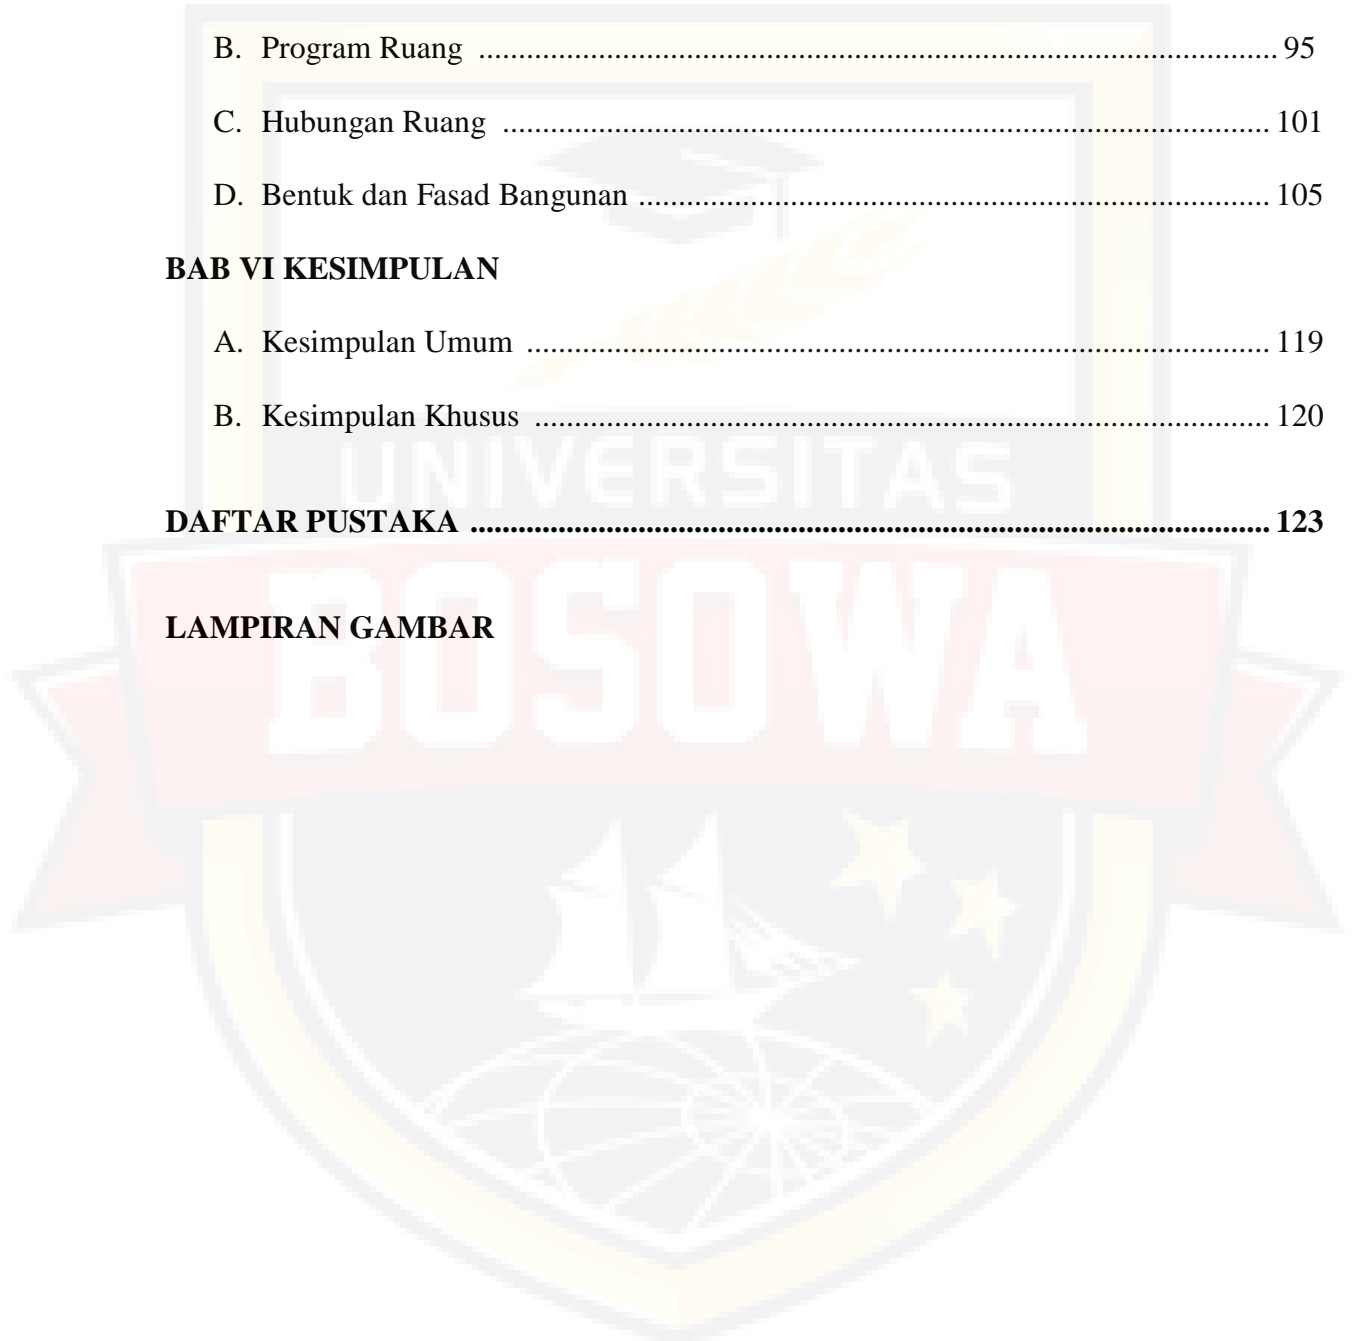 B. Program Ruang ........................................................................ 95
C. Hubungan Ruang ........................................................................ 101
D. Bentuk dan Fasad Bangunan ........................................................................ 105
BAB VI KESIMPULAN
A. Kesimpulan Umum ........................................................................ 119
B. Kesimpulan Khusus ........................................................................ 120
UNIVERSITAS
DAFTAR PUSTAKA ........................................................................ 123
BOSOWA
LAMPIRAN GAMBAR